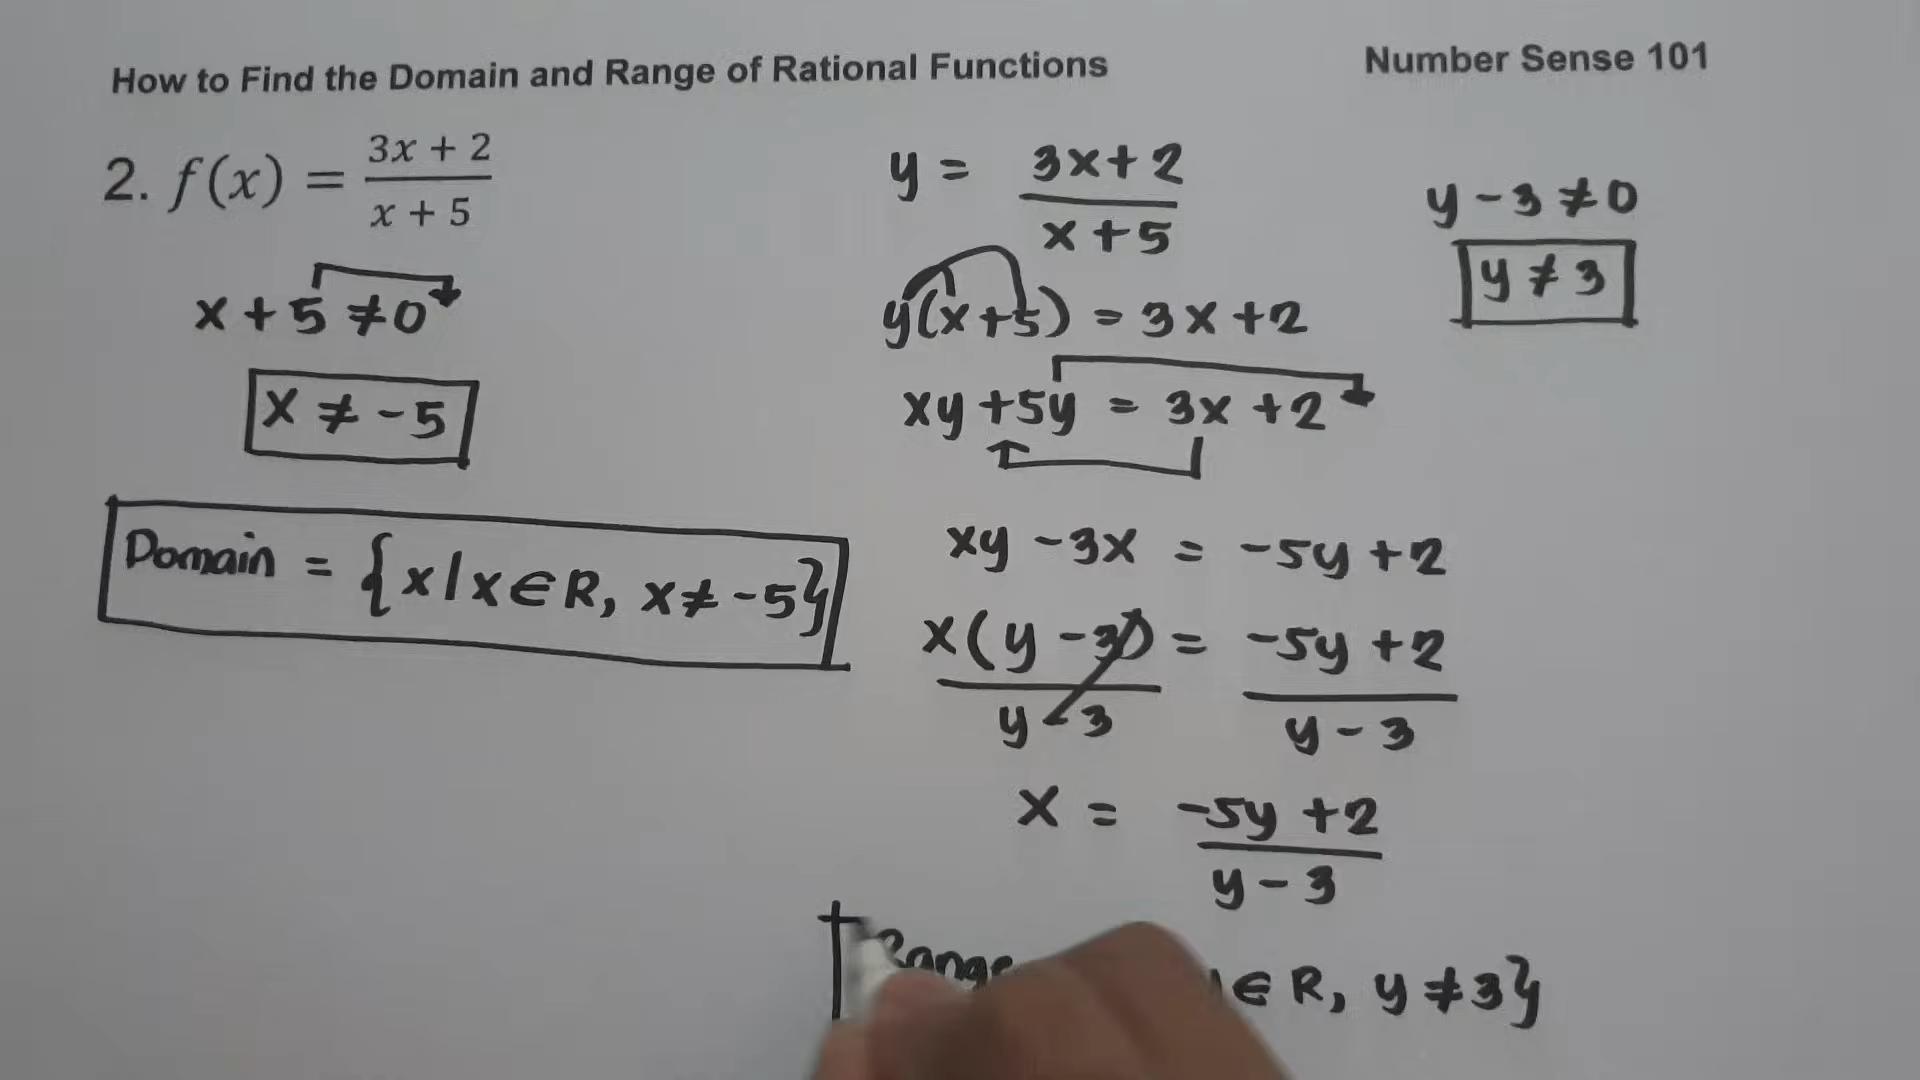 How to Find the Domain and Range of Rational Functions
Number Sense 101
2. f(x) = (3x + 2)/(x + 5)
x + 5 ≠ 0
x ≠ -5
Domain = {x | x ∈ R, x ≠ -5}
y = (3x + 2)/(x + 5)
y(x + 5) = 3x + 2
xy + 5y = 3x + 2
xy - 3x = -5y + 2
x(y - 3)/(y - 3) = (-5y + 2)/(y - 3)
x = (-5y + 2)/(y - 3)
Range ∈ R, y ≠ 3}
y - 3 ≠ 0
y ≠ 3